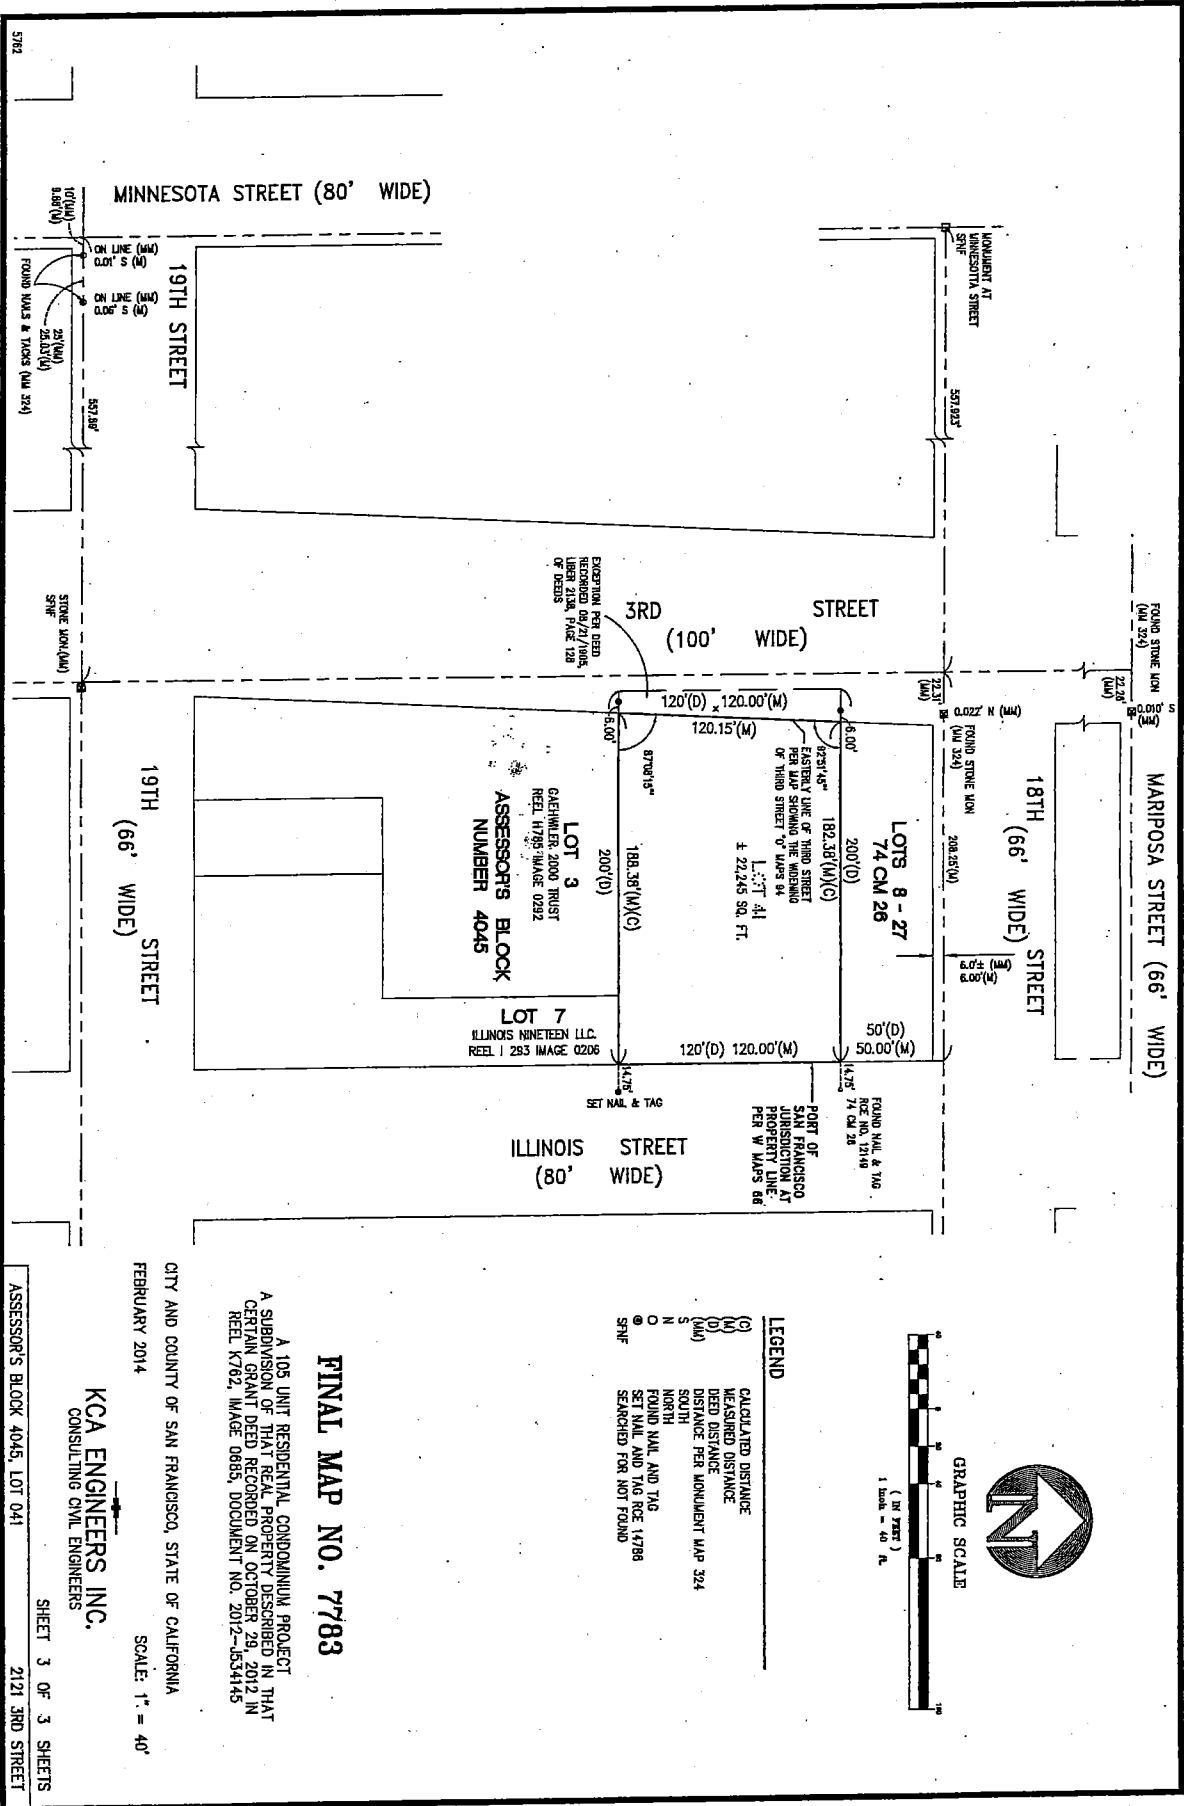 MARIPOSA STREET (66' WIDE)
FOUND STONE MON
(MM 324)
22.26'
(MM)
0.010' S
(MM)
18TH STREET
(66' WIDE)
MONUMENT AT
MINNESOTTA STREET
SFNF
557.923'
22.31'
(MM)
0.022' N (MM)
FOUND STONE MON
(MM 324)
208.25'(M)
6.0'± (MM)
6.00'(M)
MINNESOTA STREET (80' WIDE)
3RD STREET
(100' WIDE)
EXCEPTION PER DEED
RECORDED 08/21/1905,
LIBER 2138, PAGE 128
OF DEEDS
120'(D) 120.00'(M)
120.15'(M)
6.00'
6.00'
87°08'15"
92°51'45"
EASTERLY LINE OF THIRD STREET
PER MAP SHOWING THE WIDENING
OF THIRD STREET "O" MAPS 94
LOTS 8 - 27
74 CM 26
200'(D)
182.38'(M)(C)
± 22,245 SQ. FT.
188.38'(M)(C)
200'(D)
LOT 3
GAEHWILER 2000 TRUST
REEL H785 IMAGE 0292
ASSESSOR'S BLOCK
NUMBER 4045
LOT 7
ILLINOIS NINETEEN LLC.
REEL I 293 IMAGE 0206
120'(D) 120.00'(M)
50'(D)
50.00'(M)
14.75'
14.75'
SET NAIL & TAG
FOUND NAIL & TAG
RCE NO. 12149
74 CM 26
PORT OF
SAN FRANCISCO
JURISDICTION AT
PROPERTY LINE
PER W MAPS 66
ILLINOIS STREET
(80' WIDE)
19TH STREET
19TH STREET
(66' WIDE)
10'(MM)
9.88'(M)
ON LINE (MM)
0.01' S (M)
ON LINE (MM)
0.06' S (M)
25'(MM)
25.03'(M)
FOUND NAILS & TACKS (MM 324)
557.89'
STONE MON.(MM)
SFNF
N
GRAPHIC SCALE
( IN FEET )
1 inch = 40 ft.
LEGEND
(C) CALCULATED DISTANCE
(M) MEASURED DISTANCE
(D) DEED DISTANCE
(MM) DISTANCE PER MONUMENT MAP 324
S SOUTH
N NORTH
FOUND NAIL AND TAG
SET NAIL AND TAG RCE 14786
SFNF SEARCHED FOR NOT FOUND
FINAL MAP NO. 7783
A 105 UNIT RESIDENTIAL CONDOMINIUM PROJECT
A SUBDIVISION OF THAT REAL PROPERTY DESCRIBED IN THAT
CERTAIN GRANT DEED RECORDED ON OCTOBER 29, 2012 IN
REEL K762, IMAGE 0685, DOCUMENT NO. 2012-J534145
CITY AND COUNTY OF SAN FRANCISCO, STATE OF CALIFORNIA
FEBRUARY 2014 SCALE: 1" = 40'
KCA ENGINEERS INC.
CONSULTING CIVIL ENGINEERS
SHEET 3 OF 3 SHEETS
ASSESSOR'S BLOCK 4045, LOT 041 2121 3RD STREET
5762